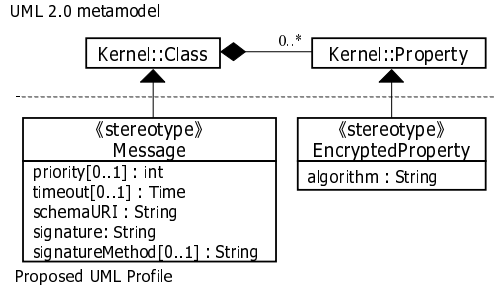 UML 2.0 metamodel
Kernel::Class
0..*
Kernel::Property
《stereotype》
Message
priority[0..1] : int
timeout[0..1] : Time
schemaURI : String
signature: String
signatureMethod[0..1] : String
《stereotype》
EncryptedProperty
algorithm : String
Proposed UML Profile